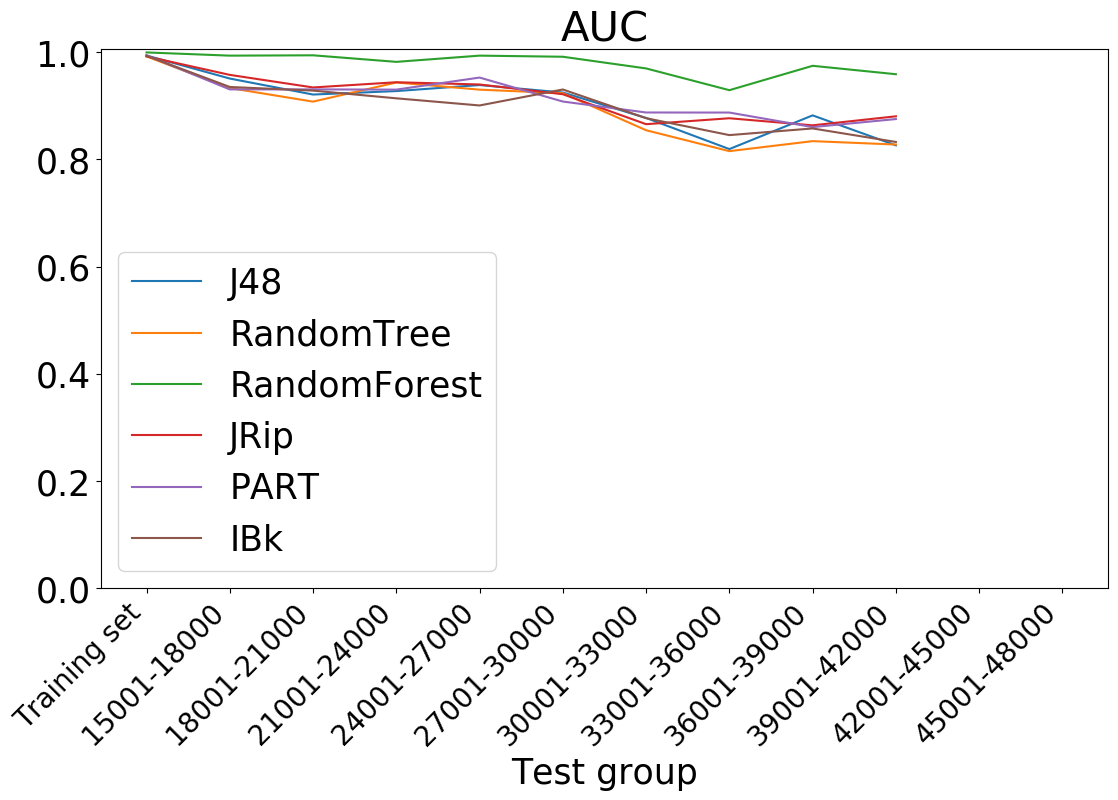 AUC
1.0
0.8
0.6
0.4
0.2
0.0
J48
RandomTree
RandomForest
JRip
PART
IBk
Training set
15001-18000
18001-21000
21001-24000
24001-27000
27001-30000
30001-33000
33001-36000
36001-39000
39001-42000
42001-45000
45001-48000
Test group